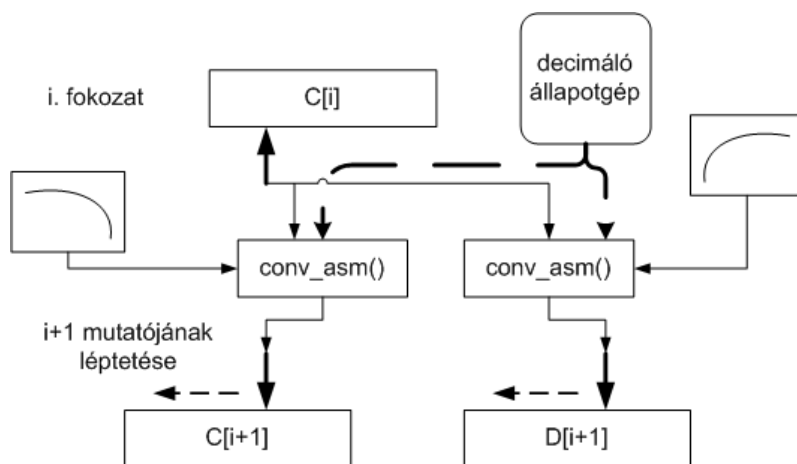 decimáló
állapotgép
i. fokozat
C[i]
conv_asm()
conv_asm()
i+1 mutatójának
léptetése
C[i+1]
D[i+1]